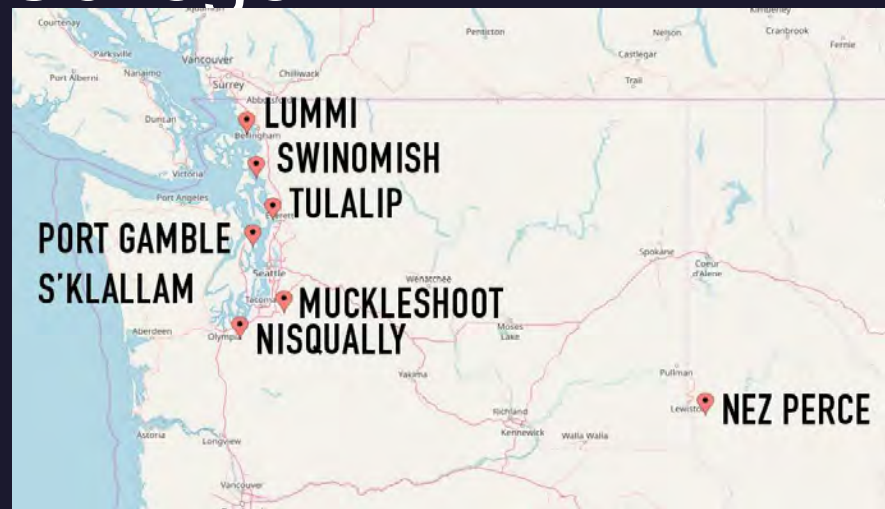 Courtenay
Penticton
Nelson
Cranbrook
Kimberley
Fernie
Parksville
Vancouver
Castlegar
Port Alberni
Nanaimo
Surrey
Chilliwack
Trail
LUMMI
Duncan
Bellingham
SWINOMISH
Victoria
TULALIP
Port Angeles
Everett
PORT GAMBLE
S'KLALLAM
Spokane
Coeur
d'Alene
Seattle
Wenatchee
MUCKLESHOOT
Tacoma
Aberdeen
Olympia
NISQUALLY
Moses
Lake
Yakima
Pullman
Lewiston
NEZ PERCE
Richland
Astoria
Longview
Kennewick
Walla Walla
Vancouver